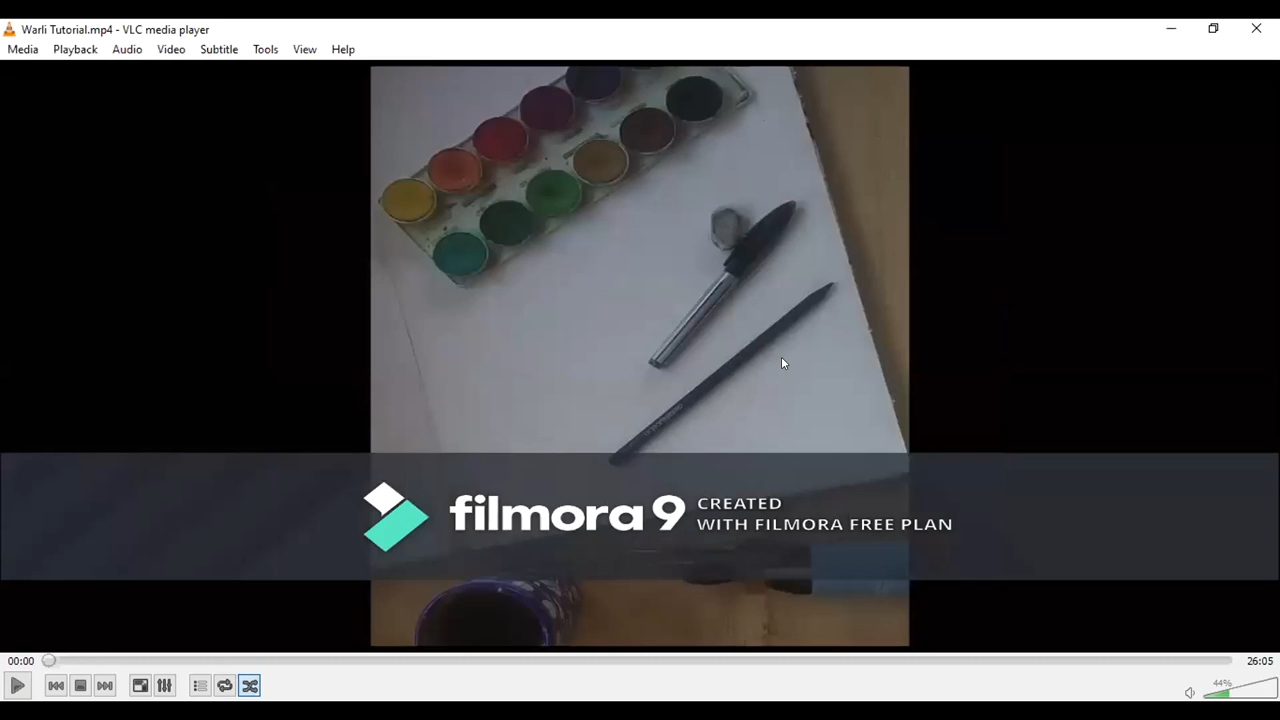 Warli Tutorial.mp4 - VLC media player
Media Playback Audio Video Subtitle Tools View Help
filmora 9 CREATED
WITH FILMORA FREE PLAN
00:00 26:05
44%